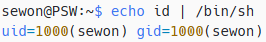 sewon@PSW:~$ echo id | /bin/sh
uid=1000(sewon) gid=1000(sewon)